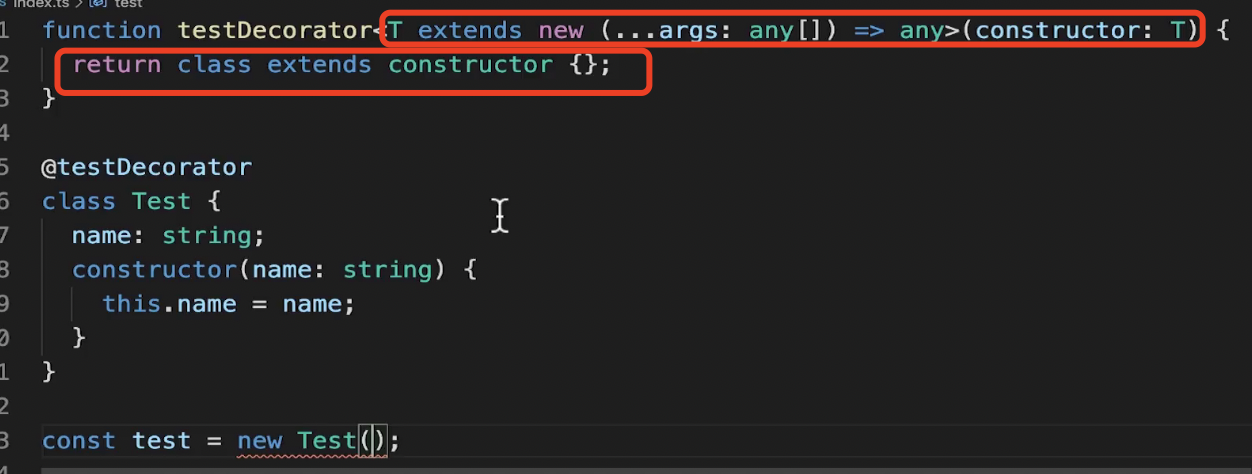 index.ts > test
1 function testDecorator<T extends new (...args: any[]) => any>(constructor: T) {
2 return class extends constructor {};
3 }
4
5 @testDecorator
6 class Test {
7 name: string;
8 constructor(name: string) {
9 this.name = name;
0 }
1 }
2
3 const test = new Test();
4